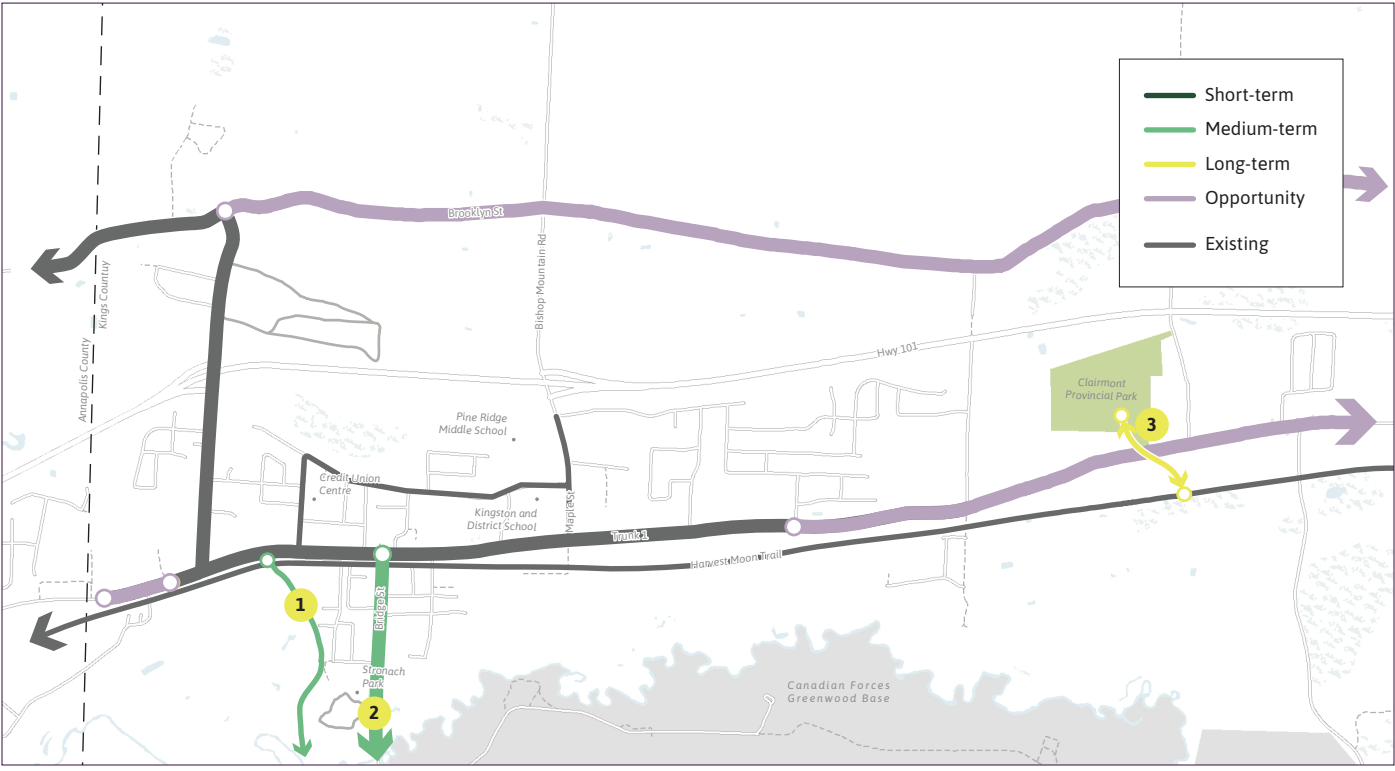 Short-term
Medium-term
Long-term
Opportunity
Existing
Brooklyn St
Bishop Mountain Rd
Kings Countuy
Annapolis County
Hwy 101
Clairmont
Provincial Park
3
Pine Ridge
Middle School
Credit Union
Centre
Kingston and
District School
Maple St
Trunk 1
Harvest Moon Trail
1
Bridge St
Stronach
Park
2
Canadian Forces
Greenwood Base